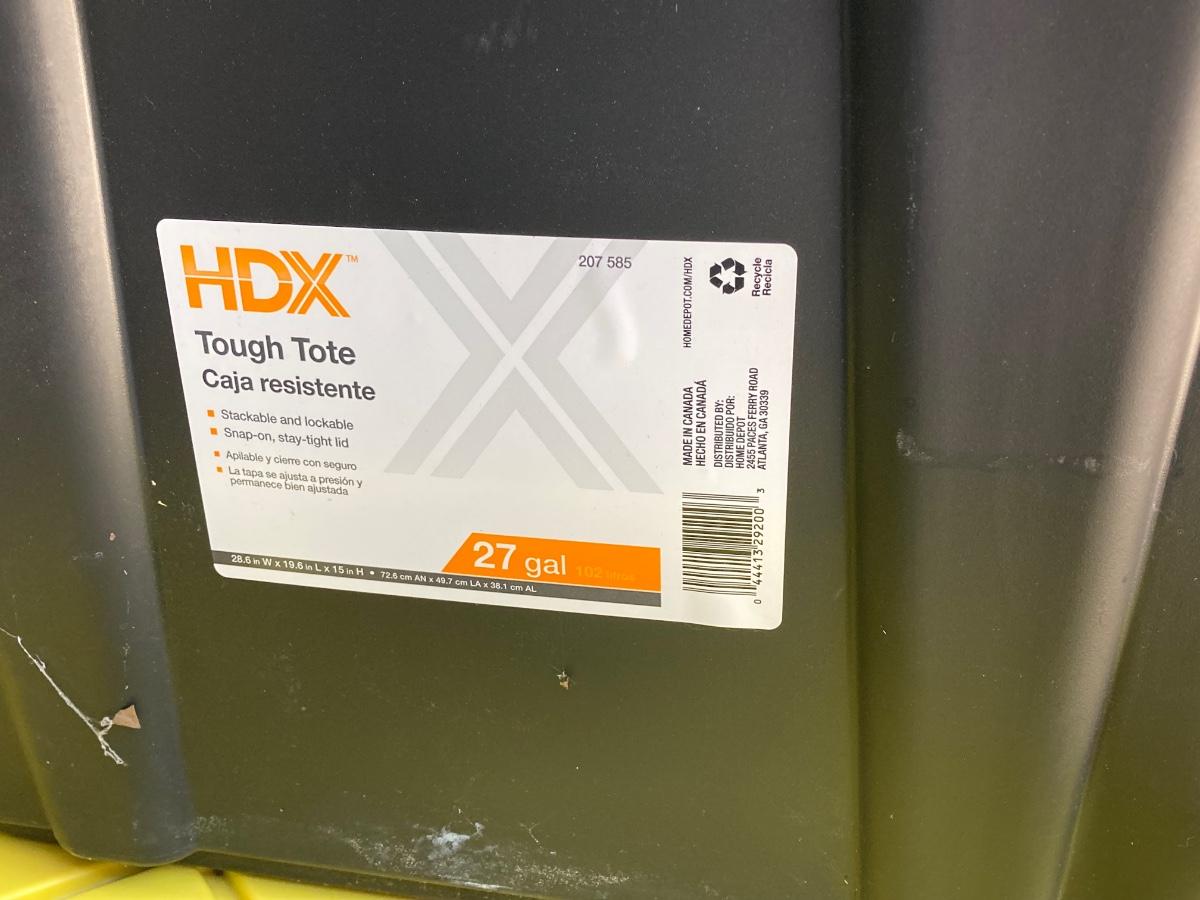 HDX™
207 585
Tough Tote
Caja resistente
Stackable and lockable
Snap-on, stay-tight lid
Apilable y cierre con seguro
La tapa se ajusta a presión y
permanece bien ajustada
27 gal 102 litros
28.6 in W x 19.6 in L x 15 in H • 72.6 cm AN x 49.7 cm LA x 38.1 cm AL
HOMEDEPOT.COM/HDX
Recycle
Recicla
MADE IN CANADA
HECHO EN CANADÁ
DISTRIBUTED BY:
DISTRIBUIDO POR:
HOME DEPOT
2455 PACES FERRY ROAD
ATLANTA, GA 30339
0 44413 29200 3